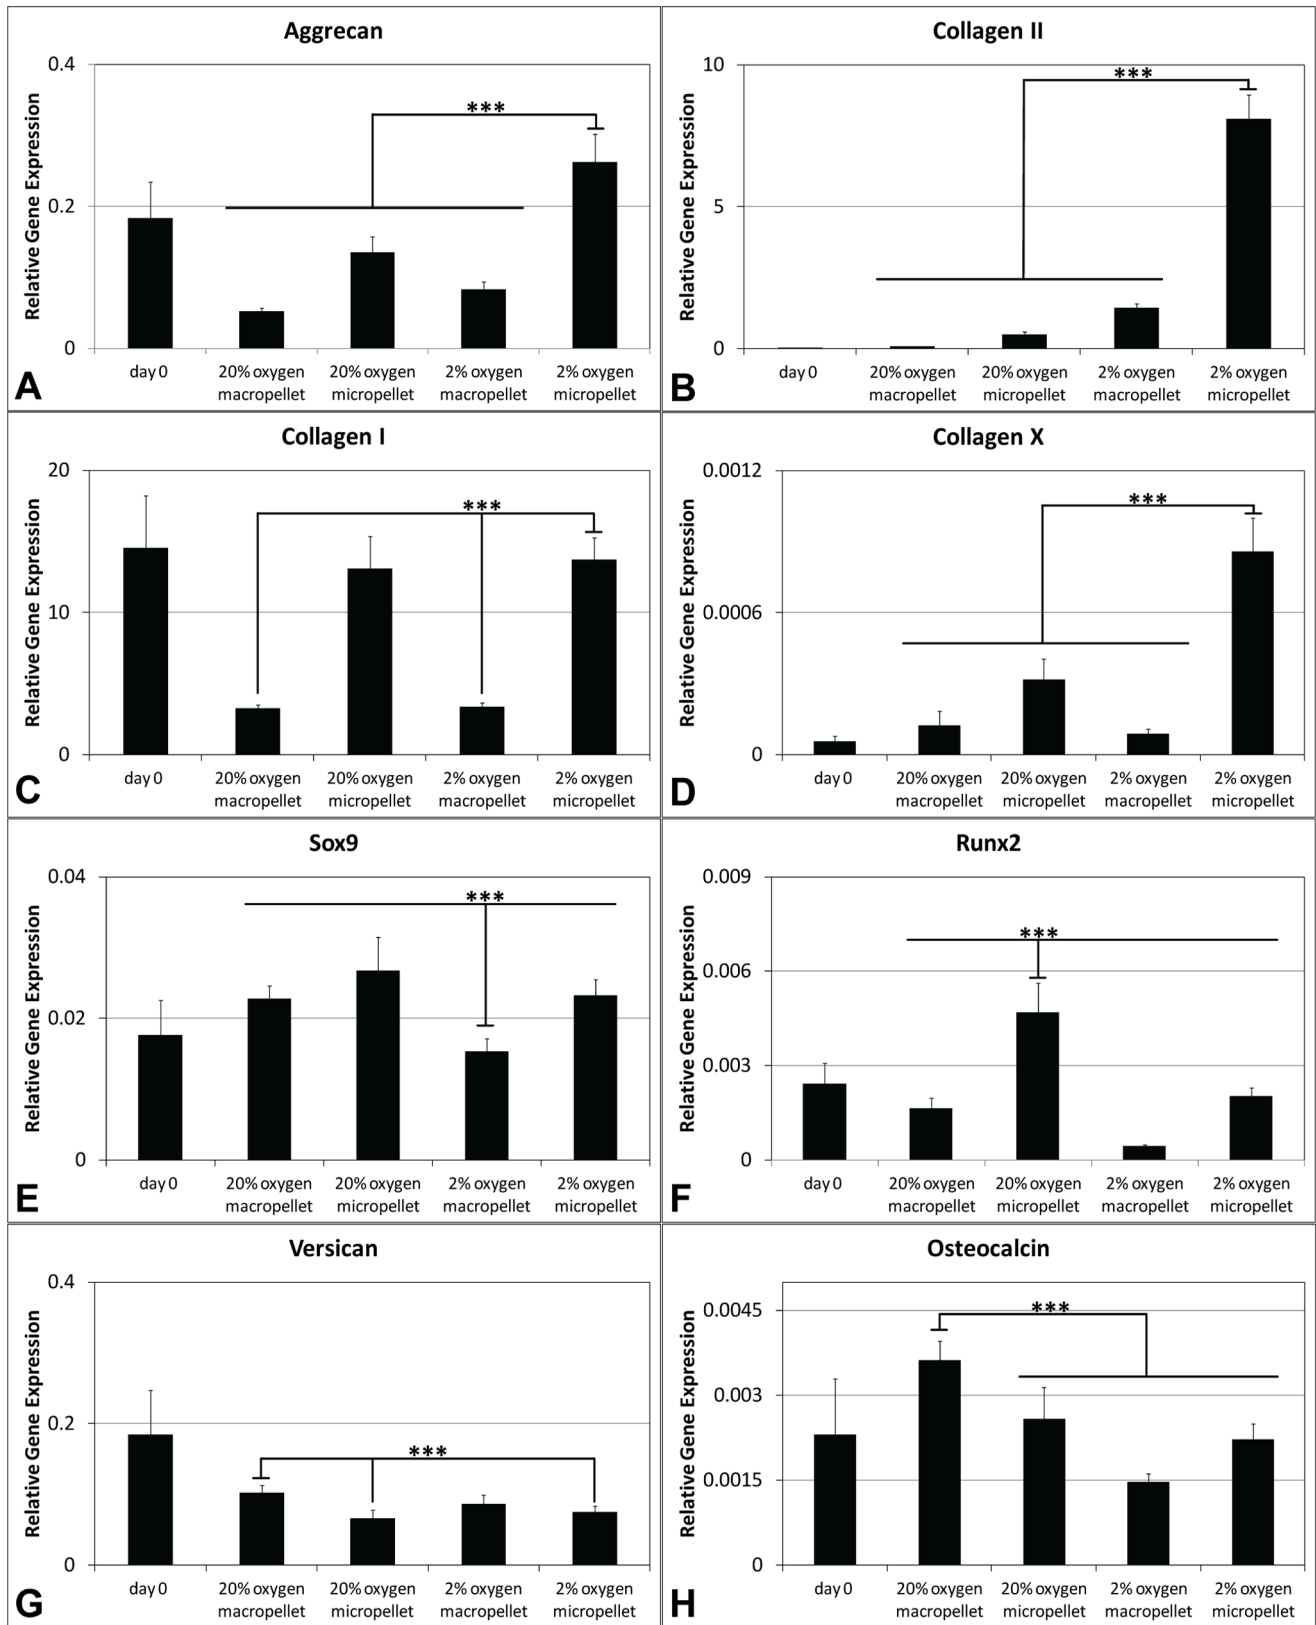 Aggrecan
Relative Gene Expression
0.4
0.2
0
***
day 0
20% oxygen macropellet
20% oxygen micropellet
2% oxygen macropellet
2% oxygen micropellet
A
Collagen II
Relative Gene Expression
10
5
0
***
day 0
20% oxygen macropellet
20% oxygen micropellet
2% oxygen macropellet
2% oxygen micropellet
B
Collagen I
Relative Gene Expression
20
10
0
***
day 0
20% oxygen macropellet
20% oxygen micropellet
2% oxygen macropellet
2% oxygen micropellet
C
Collagen X
Relative Gene Expression
0.0012
0.0006
0
***
day 0
20% oxygen macropellet
20% oxygen micropellet
2% oxygen macropellet
2% oxygen micropellet
D
Sox9
Relative Gene Expression
0.04
0.02
0
***
day 0
20% oxygen macropellet
20% oxygen micropellet
2% oxygen macropellet
2% oxygen micropellet
E
Runx2
Relative Gene Expression
0.009
0.006
0.003
0
***
day 0
20% oxygen macropellet
20% oxygen micropellet
2% oxygen macropellet
2% oxygen micropellet
F
Versican
Relative Gene Expression
0.4
0.2
0
***
day 0
20% oxygen macropellet
20% oxygen micropellet
2% oxygen macropellet
2% oxygen micropellet
G
Osteocalcin
Relative Gene Expression
0.0045
0.003
0.0015
0
***
day 0
20% oxygen macropellet
20% oxygen micropellet
2% oxygen macropellet
2% oxygen micropellet
H